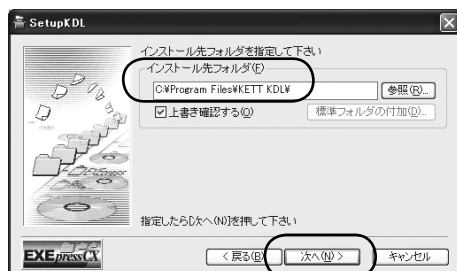 SetupKDL
インストール先フォルダを指定して下さい
インストール先フォルダ(F)
C:¥Program Files¥KETT KDL¥
参照(R)...
上書き確認する(O)
標準フォルダの付加(D)...
指定したら[次へ(N)]を押して下さい
EXEpressCX
< 戻る(B)
次へ(N) >
キャンセル